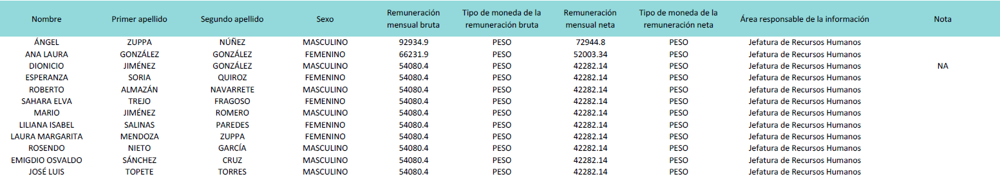 Nombre Primer apellido Segundo apellido Sexo Remuneración mensual bruta Tipo de moneda de la remuneración bruta Remuneración mensual neta Tipo de moneda de la remuneración neta Área responsable de la información Nota
ÁNGEL ZUPPA NÚÑEZ MASCULINO 92934.9 PESO 72944.8 PESO Jefatura de Recursos Humanos
ANA LAURA GONZÁLEZ GONZÁLEZ FEMENINO 66231.9 PESO 52003.34 PESO Jefatura de Recursos Humanos
DIONICIO JIMÉNEZ GONZÁLEZ MASCULINO 54080.4 PESO 42282.14 PESO Jefatura de Recursos Humanos NA
ESPERANZA SORIA QUIROZ FEMENINO 54080.4 PESO 42282.14 PESO Jefatura de Recursos Humanos
ROBERTO ALMAZÁN NAVARRETE MASCULINO 54080.4 PESO 42282.14 PESO Jefatura de Recursos Humanos
SAHARA ELVA TREJO FRAGOSO FEMENINO 54080.4 PESO 42282.14 PESO Jefatura de Recursos Humanos
MARIO JIMÉNEZ ROMERO MASCULINO 54080.4 PESO 42282.14 PESO Jefatura de Recursos Humanos
LILIANA ISABEL SALINAS PAREDES FEMENINO 54080.4 PESO 42282.14 PESO Jefatura de Recursos Humanos
LAURA MARGARITA MENDOZA ZUPPA FEMENINO 54080.4 PESO 42282.14 PESO Jefatura de Recursos Humanos
ROSENDO NIETO GARCÍA MASCULINO 54080.4 PESO 42282.14 PESO Jefatura de Recursos Humanos
EMIGDIO OSVALDO SÁNCHEZ CRUZ MASCULINO 54080.4 PESO 42282.14 PESO Jefatura de Recursos Humanos
JOSÉ LUIS TOPETE TORRES MASCULINO 54080.4 PESO 42282.14 PESO Jefatura de Recursos Humanos